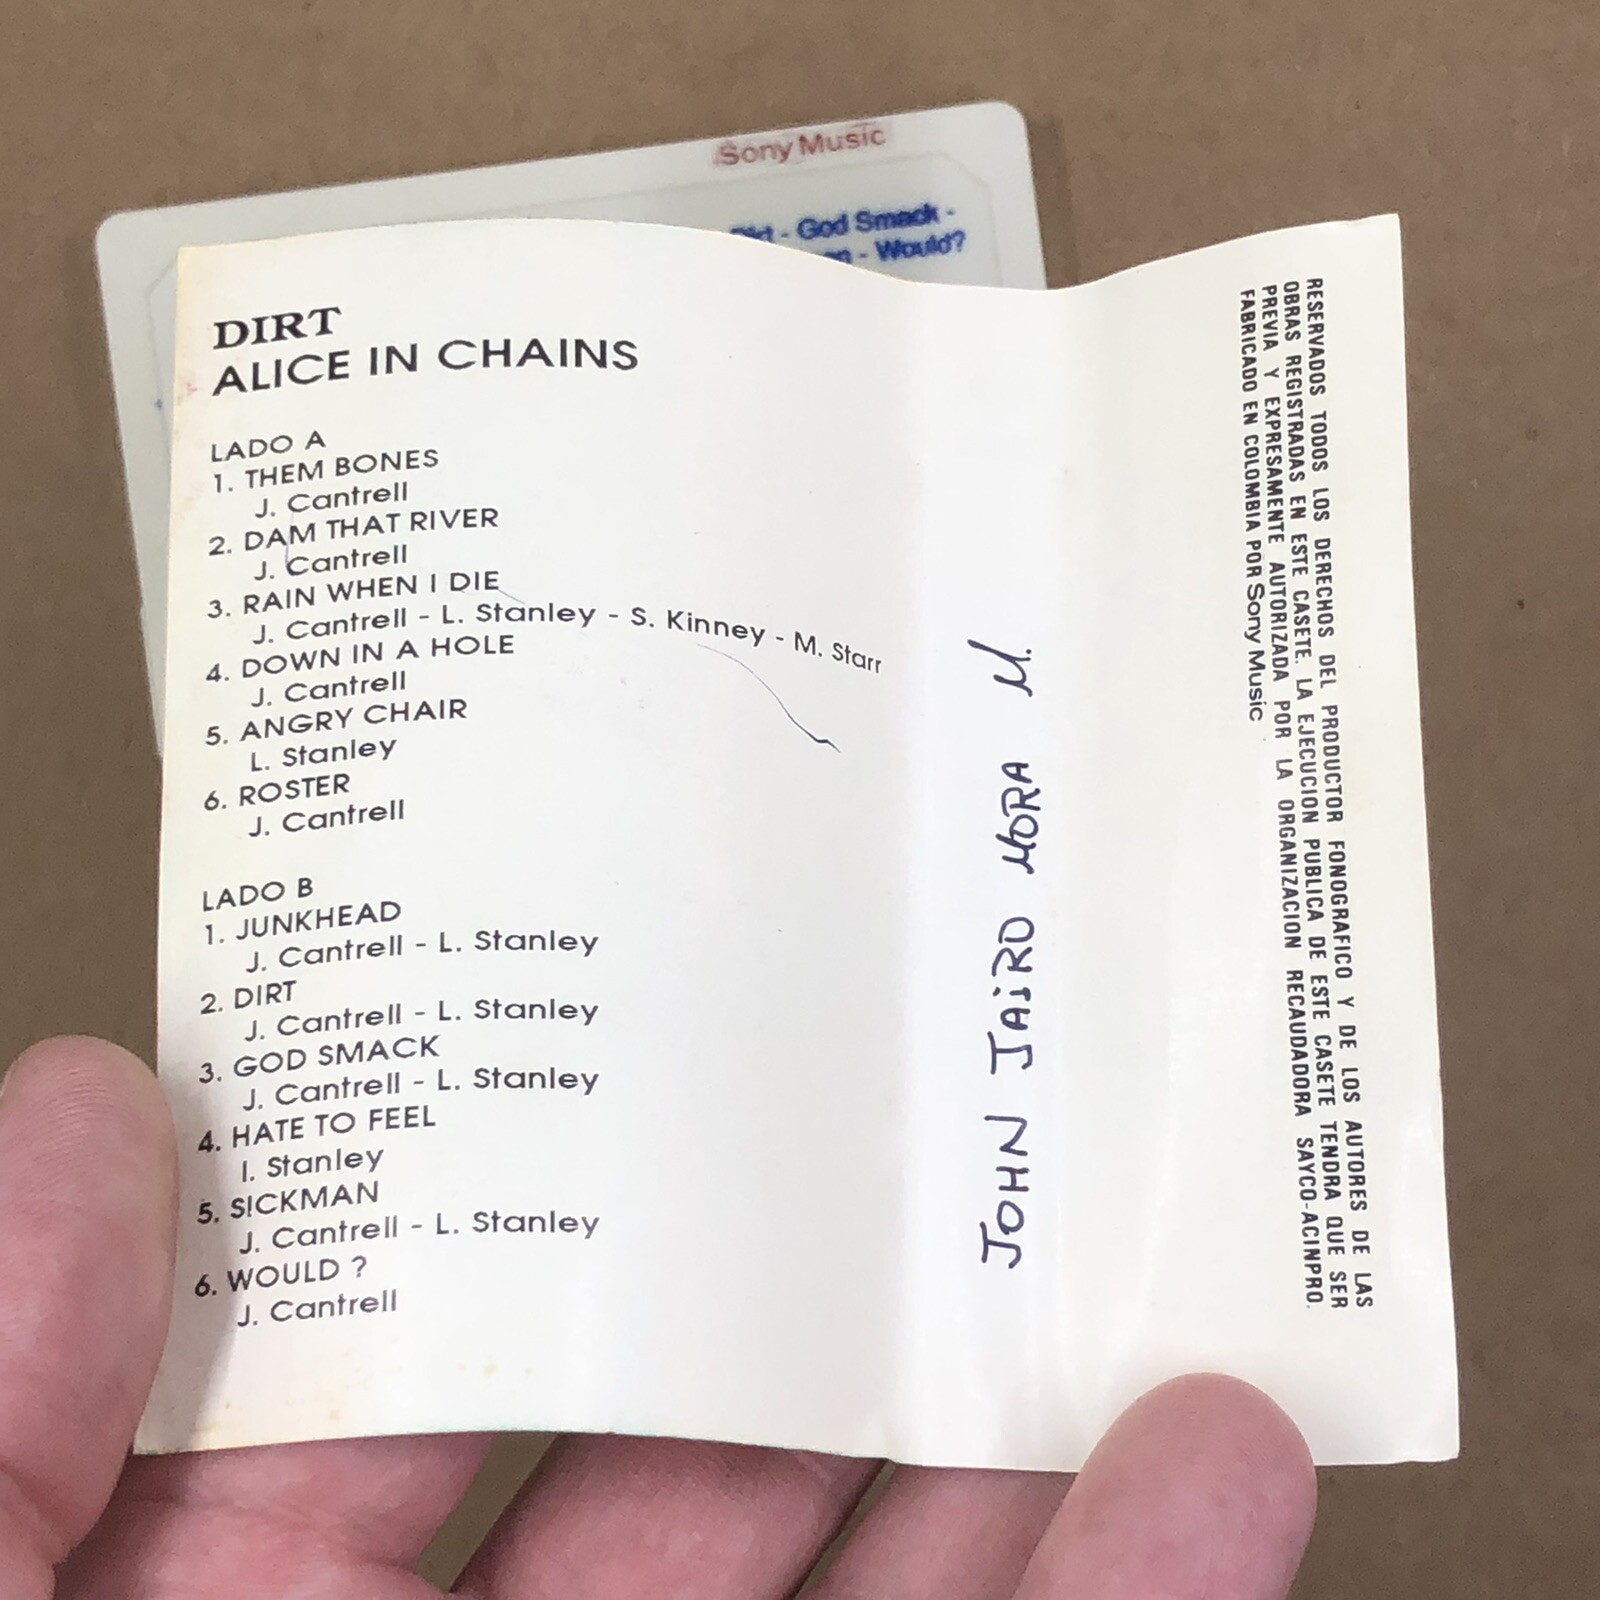 Sony Music
- God Smack -
- Would?
DIRT
ALICE IN CHAINS
LADO A
1. THEM BONES
J. Cantrell
2. DAM THAT RIVER
J. Cantrell
3. RAIN WHEN I DIE
J. Cantrell - L. Stanley - S. Kinney - M. Starr
4. DOWN IN A HOLE
J. Cantrell
5. ANGRY CHAIR
L. Stanley
6. ROSTER
J. Cantrell
LADO B
1. JUNKHEAD
J. Cantrell - L. Stanley
2. DIRT
J. Cantrell - L. Stanley
3. GOD SMACK
J. Cantrell - L. Stanley
4. HATE TO FEEL
l. Stanley
5. SICKMAN
J. Cantrell - L. Stanley
6. WOULD ?
J. Cantrell
JOHN JAiRO MORA M.
RESERVADOS TODOS LOS DERECHOS DEL PRODUCTOR FONOGRAFICO Y DE LOS AUTORES DE LAS
OBRAS REGISTRADAS EN ESTE CASETE. LA EJECUCION PUBLICA DE ESTE CASETE TENDRA QUE SER
PREVIA Y EXPRESAMENTE AUTORIZADA POR LA ORGANIZACION RECAUDADORA SAYCO-ACINPRO.
FABRICADO EN COLOMBIA POR Sony Music